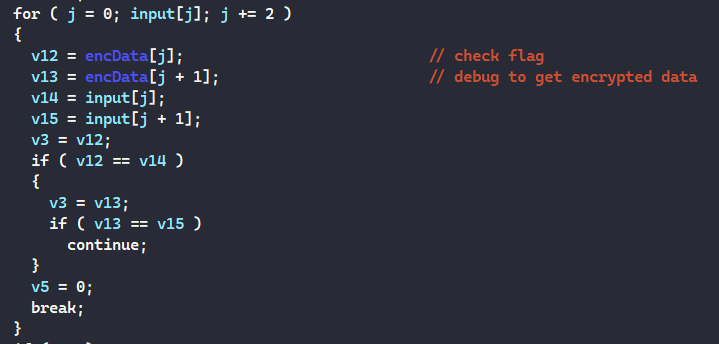 for ( j = 0; input[j]; j += 2 )
{
v12 = encData[j]; // check flag
v13 = encData[j + 1]; // debug to get encrypted data
v14 = input[j];
v15 = input[j + 1];
v3 = v12;
if ( v12 == v14 )
{
v3 = v13;
if ( v13 == v15 )
continue;
}
v5 = 0;
break;
}